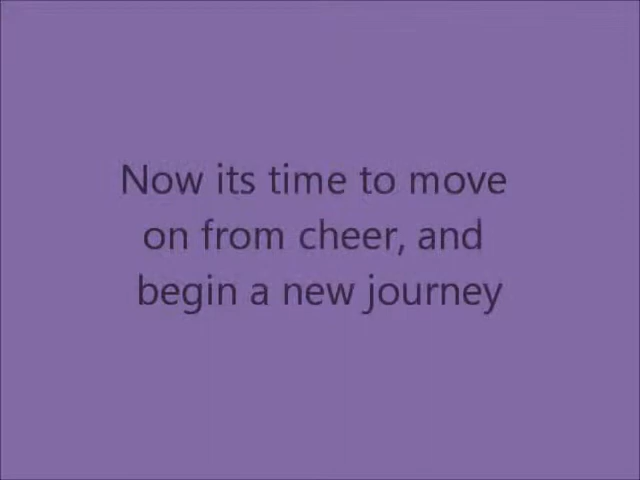 Now its time to move
on from cheer, and
begin a new journey